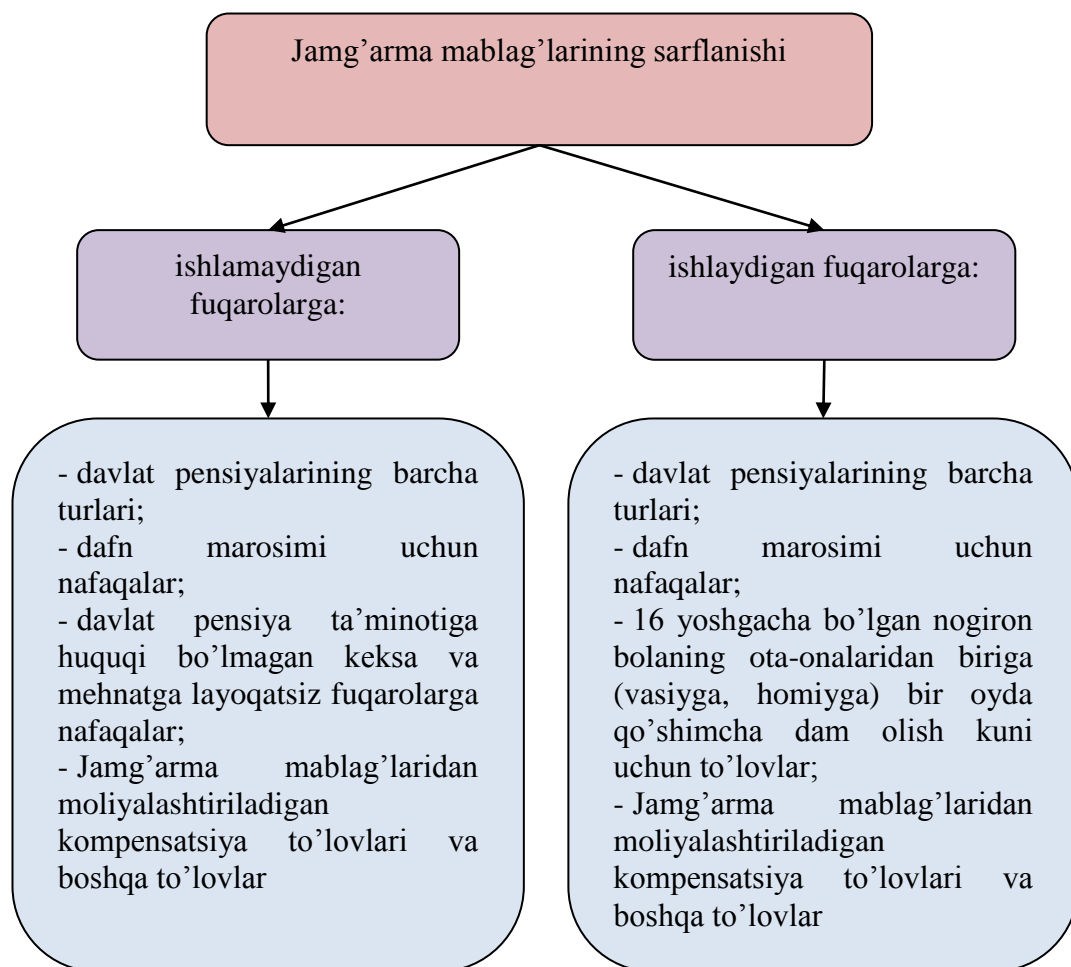 Jamg’arma mablag’larining sarflanishi
ishlamaydigan
fuqarolarga:
- davlat pensiyalarining barcha
turlari;
- dafn marosimi uchun
nafaqalar;
- davlat pensiya ta’minotiga
huquqi bo’lmagan keksa va
mehnatga layoqatsiz fuqarolarga
nafaqalar;
- Jamg’arma mablag’laridan
moliyalashtiriladigan
kompensatsiya to’lovlari va
boshqa to’lovlar
ishlaydigan fuqarolarga:
- davlat pensiyalarining barcha
turlari;
- dafn marosimi uchun
nafaqalar;
- 16 yoshgacha bo’lgan nogiron
bolaning ota-onalaridan biriga
(vasiyga, homiyga) bir oyda
qo’shimcha dam olish kuni
uchun to’lovlar;
- Jamg’arma mablag’laridan
moliyalashtiriladigan
kompensatsiya to’lovlari va
boshqa to’lovlar